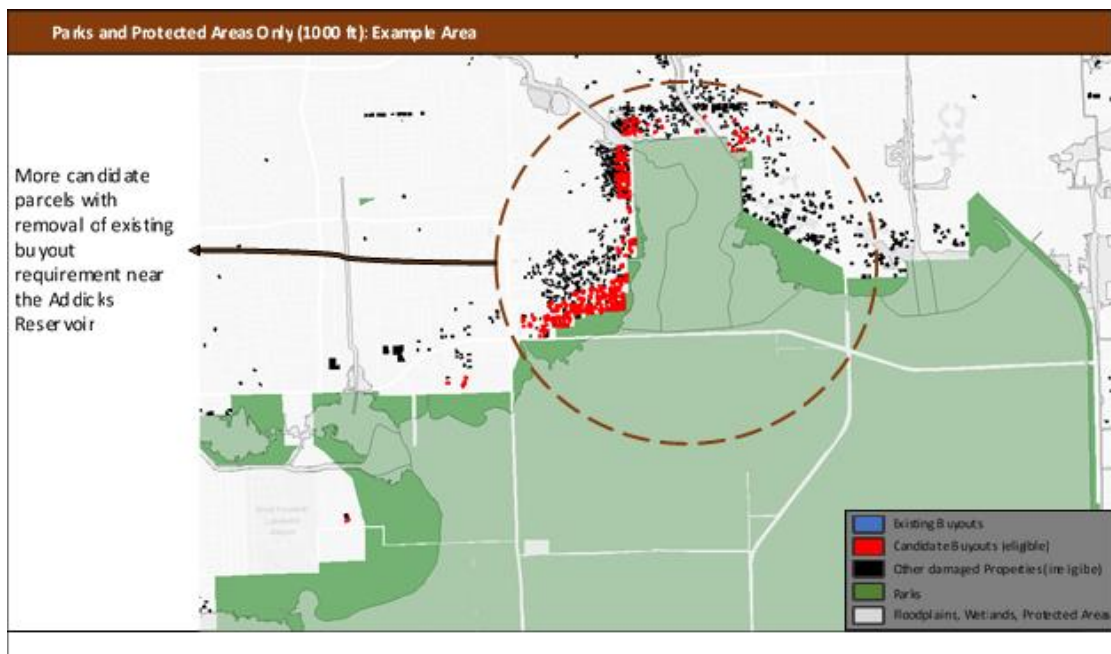 Parks and Protected Areas Only (1000 ft): Example Area
More candidate
parcels with
removal of existing
buyout
requirement near
the Addicks
Reservoir
Existing Buyouts
Candidate Buyouts (eligible)
Other damaged Properties (ineligibe)
Parks
Floodplains, Wetlands, Protected Areas